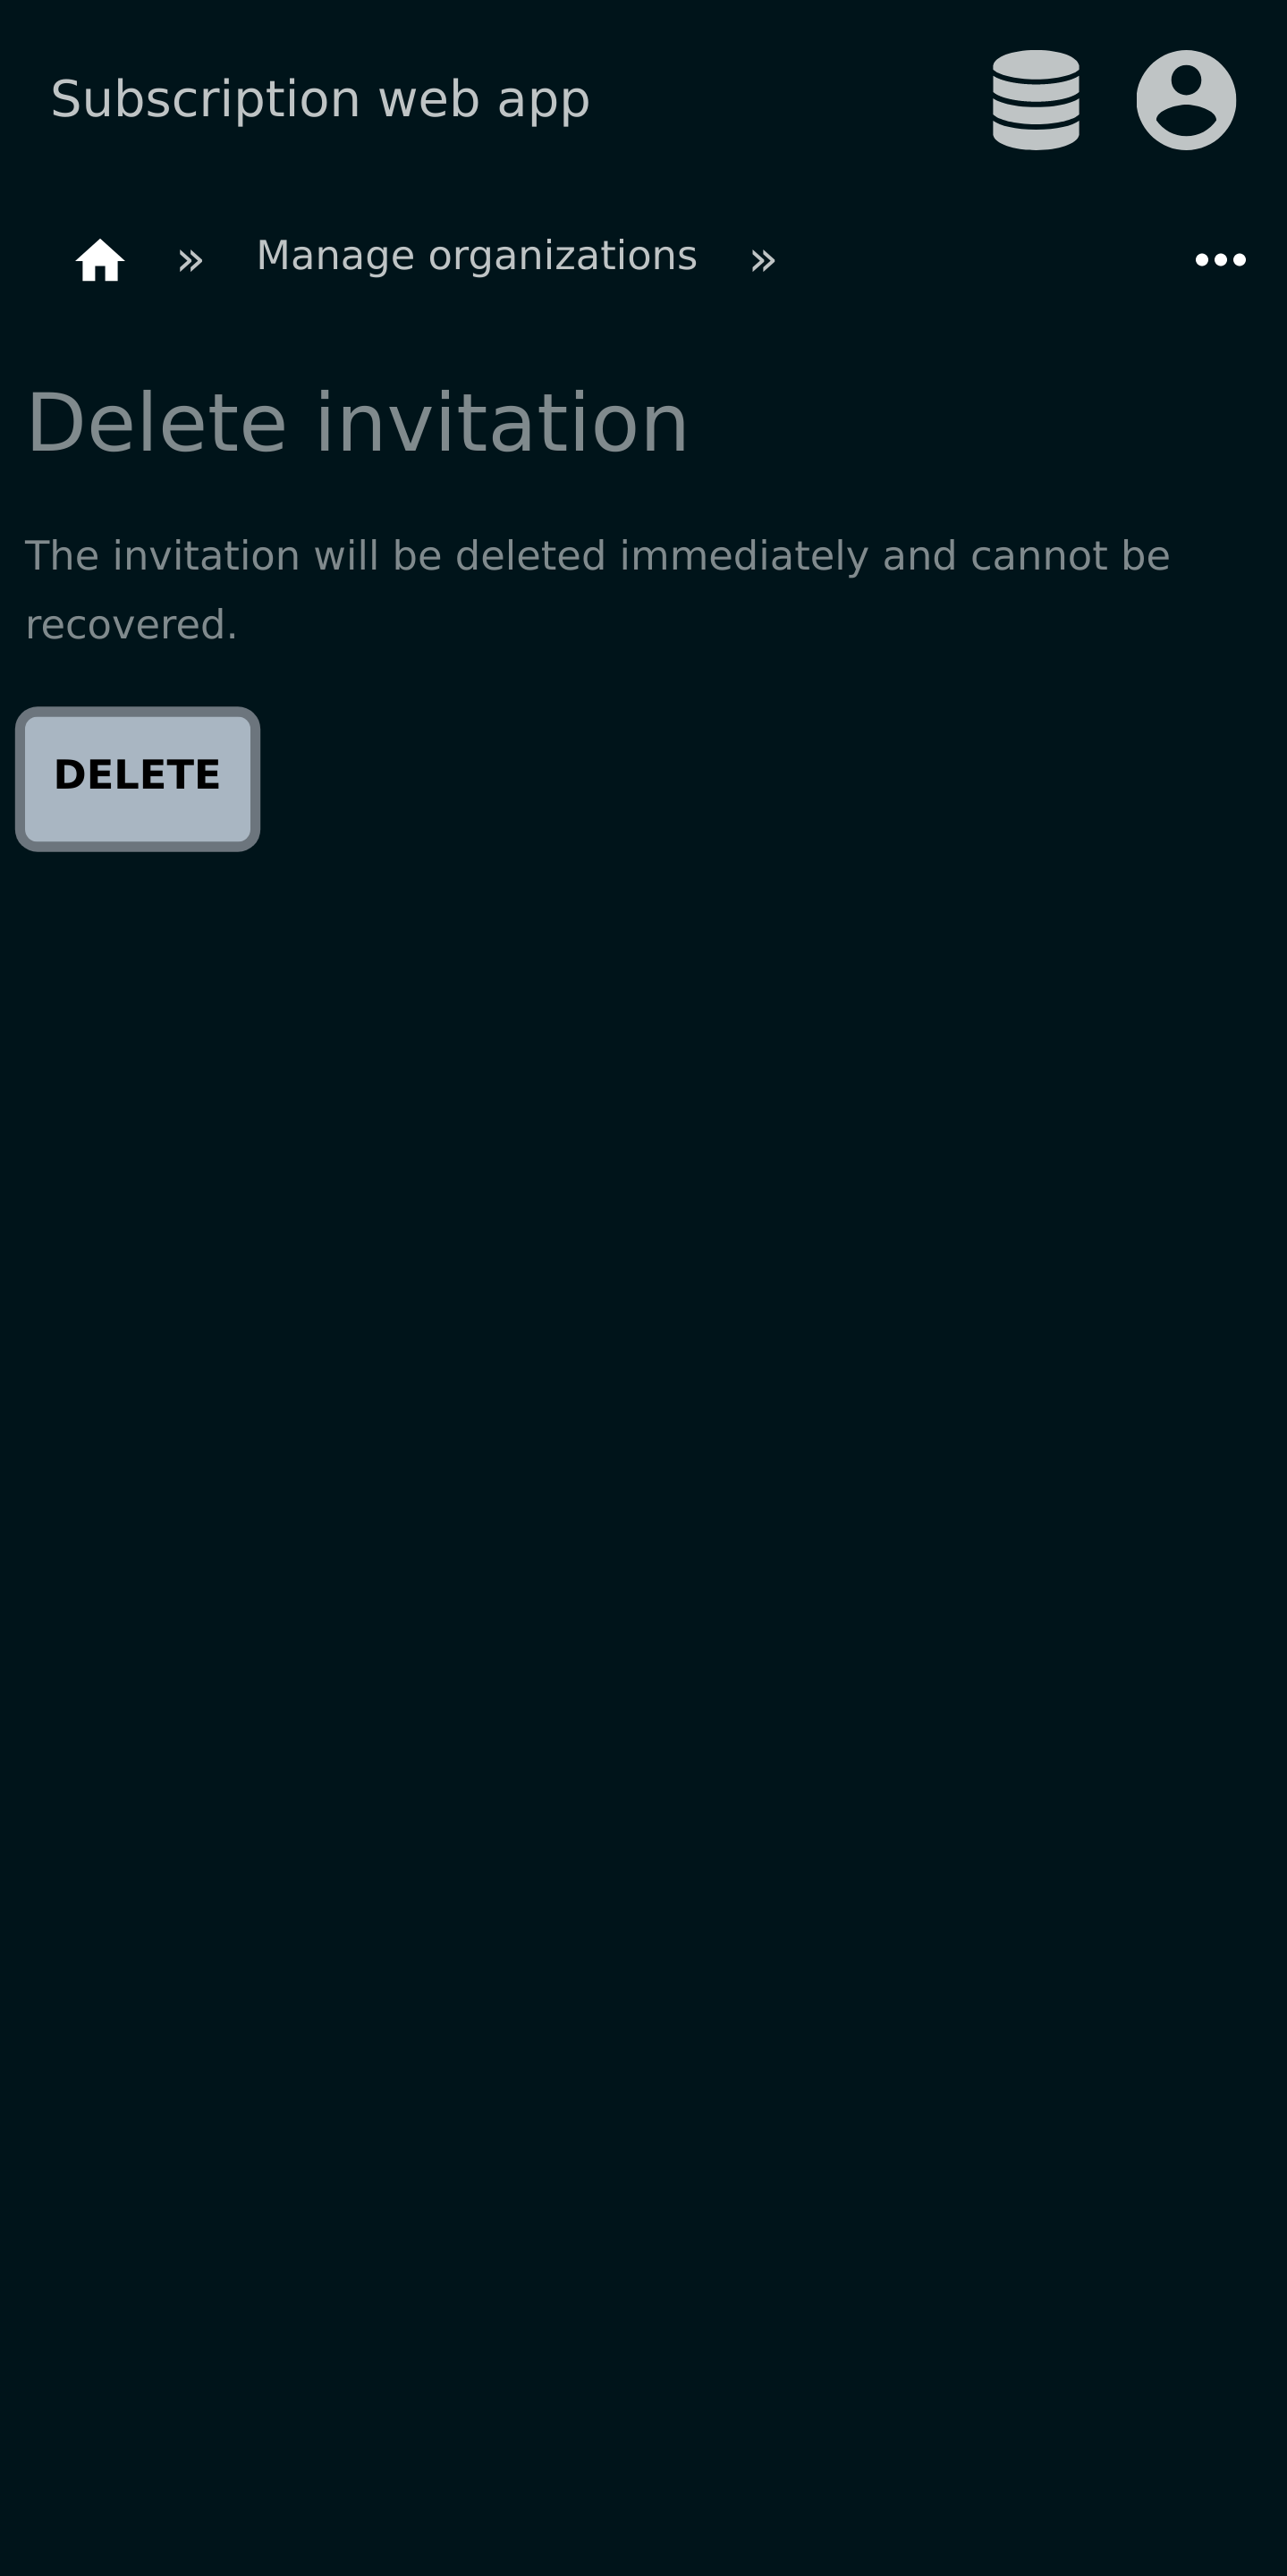 Subscription web app
» Manage organizations »
Delete invitation
The invitation will be deleted immediately and cannot be
recovered.
DELETE